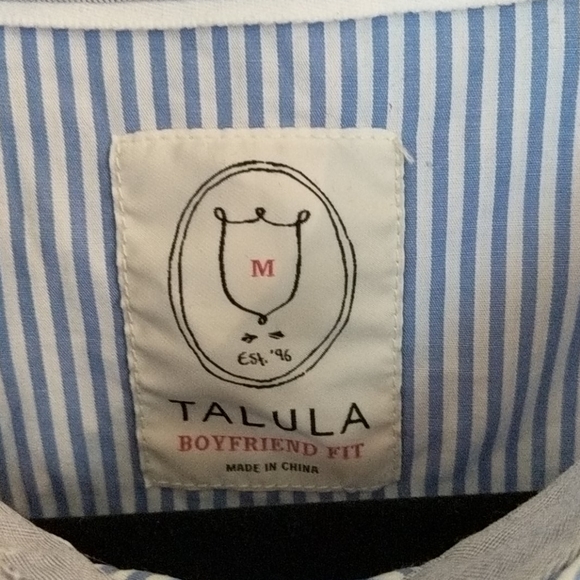 M
Est. '96
TALULA
BOYFRIEND FIT
MADE IN CHINA